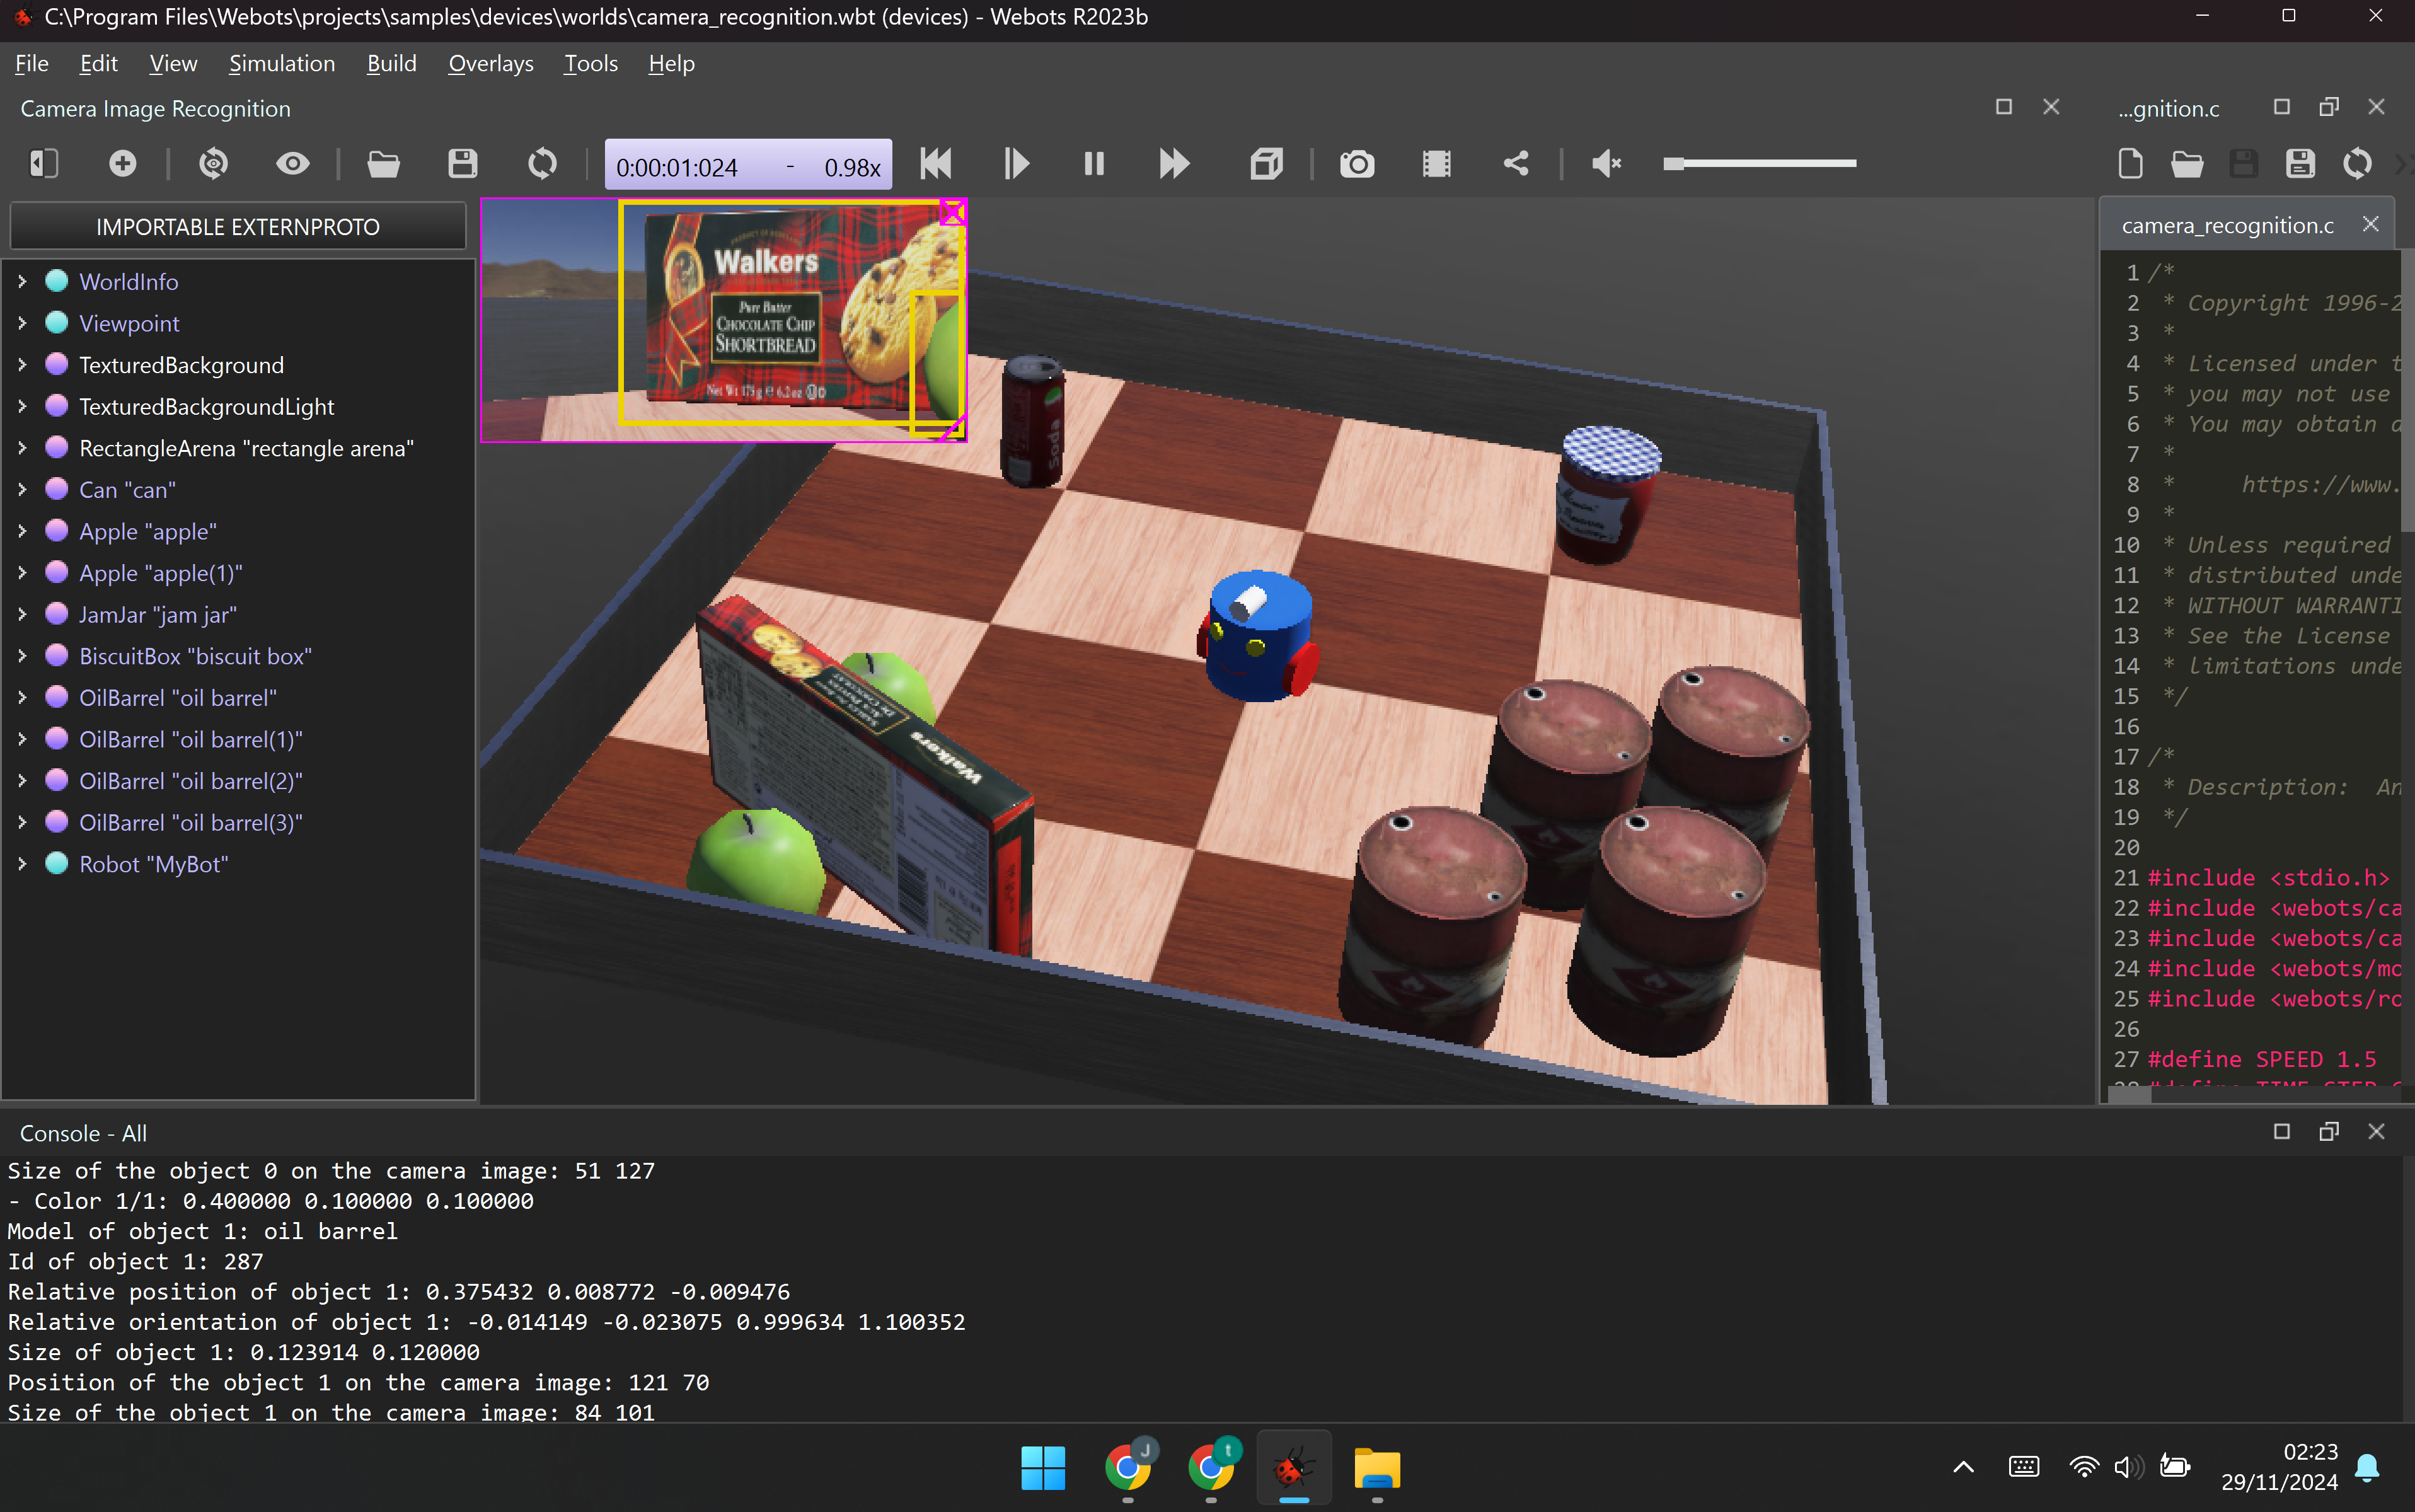 C:\Program Files\Webots\projects\samples\devices\worlds\camera_recognition.wbt (devices) - Webots R2023b
File Edit View Simulation Build Overlays Tools Help
Camera Image Recognition
...gnition.c
0:00:01:024 - 0.98x
IMPORTABLE EXTERNPROTO
WorldInfo
Viewpoint
TexturedBackground
TexturedBackgroundLight
RectangleArena "rectangle arena"
Can "can"
Apple "apple"
Apple "apple(1)"
JamJar "jam jar"
BiscuitBox "biscuit box"
OilBarrel "oil barrel"
OilBarrel "oil barrel(1)"
OilBarrel "oil barrel(2)"
OilBarrel "oil barrel(3)"
Robot "MyBot"
Walkers
Pure Butter
CHOCOLATE CHIP
SHORTBREAD
Net Wt 175g e 6.2oz
Soda
Walkers
camera_recognition.c
1 /*
2 * Copyright 1996-2
3 *
4 * Licensed under t
5 * you may not use
6 * You may obtain a
7 *
8 * https://www.
9 *
10 * Unless required
11 * distributed unde
12 * WITHOUT WARRANTI
13 * See the License
14 * limitations unde
15 */
16
17 /*
18 * Description: An
19 */
20
21 #include <stdio.h>
22 #include <webots/ca
23 #include <webots/ca
24 #include <webots/mo
25 #include <webots/ro
26
27 #define SPEED 1.5
28 #define TIME_STEP
Console - All
Size of the object 0 on the camera image: 51 127
- Color 1/1: 0.400000 0.100000 0.100000
Model of object 1: oil barrel
Id of object 1: 287
Relative position of object 1: 0.375432 0.008772 -0.009476
Relative orientation of object 1: -0.014149 -0.023075 0.999634 1.100352
Size of object 1: 0.123914 0.120000
Position of the object 1 on the camera image: 121 70
Size of the object 1 on the camera image: 84 101
J
t
02:23
29/11/2024